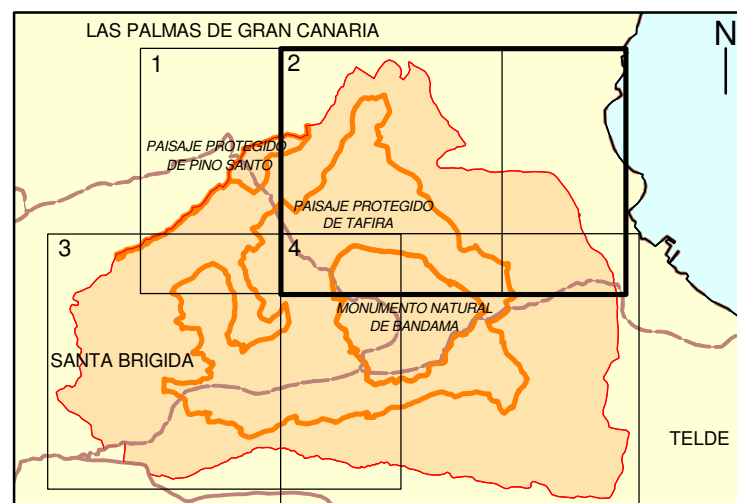 LAS PALMAS DE GRAN CANARIA
N
1
2
PAISAJE PROTEGIDO
DE PINO SANTO
PAISAJE PROTEGIDO
DE TAFIRA
3
4
MONUMENTO NATURAL
DE BANDAMA
SANTA BRIGIDA
TELDE